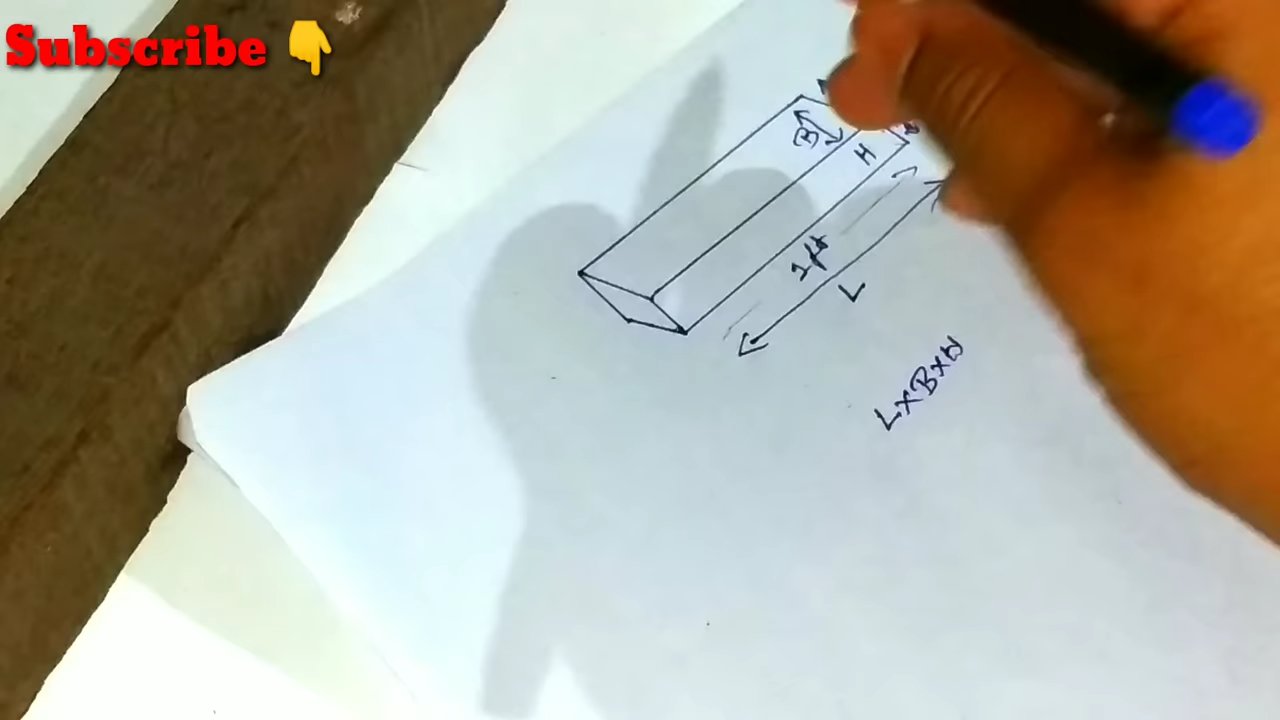 Subscribe 👇
B
H
1ft
L
L×B×H